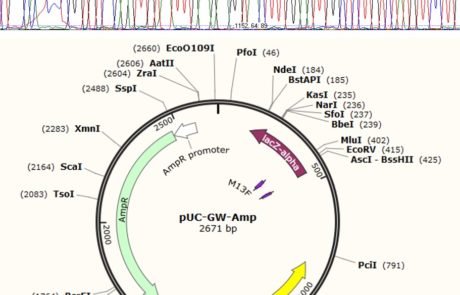 1152.64.89
(2660) EcoO109I
PfoI (46)
(2606) AatII
(2604) ZraI
NdeI (184)
BstAPI (185)
(2488) SspI
KasI (235)
NarI (236)
SfoI (237)
BbeI (239)
2500
(2283) XmnI
lacZ-alpha
MluI (402)
EcoRV (415)
AscI - BssHII (425)
AmpR promoter
500
(2164) ScaI
M13F
(2083) TsoI
AmpR
pUC-GW-Amp
2671 bp
2000
PciI (791)